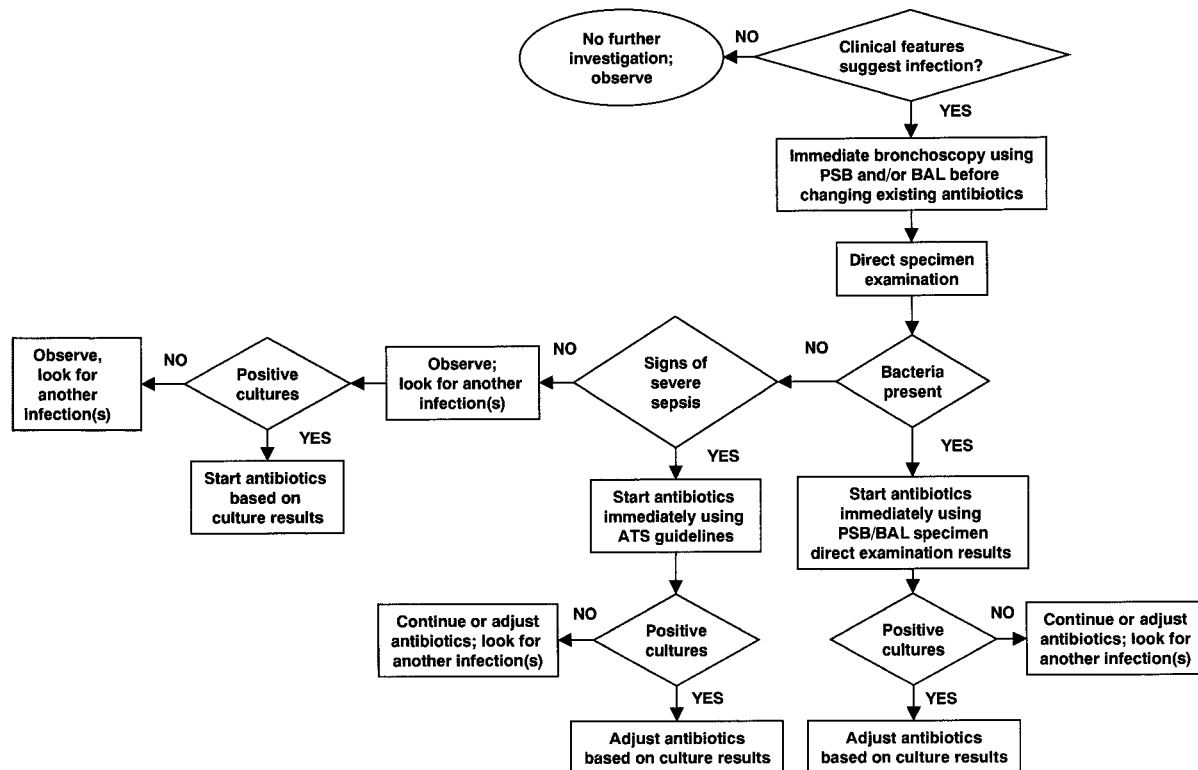 No further
investigation;
observe
NO
Clinical features
suggest infection?
YES
Immediate bronchoscopy using
PSB and/or BAL before
changing existing antibiotics
Direct specimen
examination
Bacteria
present
NO
Signs of
severe
sepsis
NO
Observe;
look for another
infection(s)
Positive
cultures
NO
Observe,
look for
another
infection(s)
YES
Start antibiotics
based on
culture results
YES
Start antibiotics
immediately using
ATS guidelines
YES
Start antibiotics
immediately using
PSB/BAL specimen
direct examination results
Continue or adjust
antibiotics; look for
another infection(s)
NO
Positive
cultures
YES
Adjust antibiotics
based on culture results
Positive
cultures
NO
Continue or adjust
antibiotics; look for
another infection(s)
YES
Adjust antibiotics
based on culture results